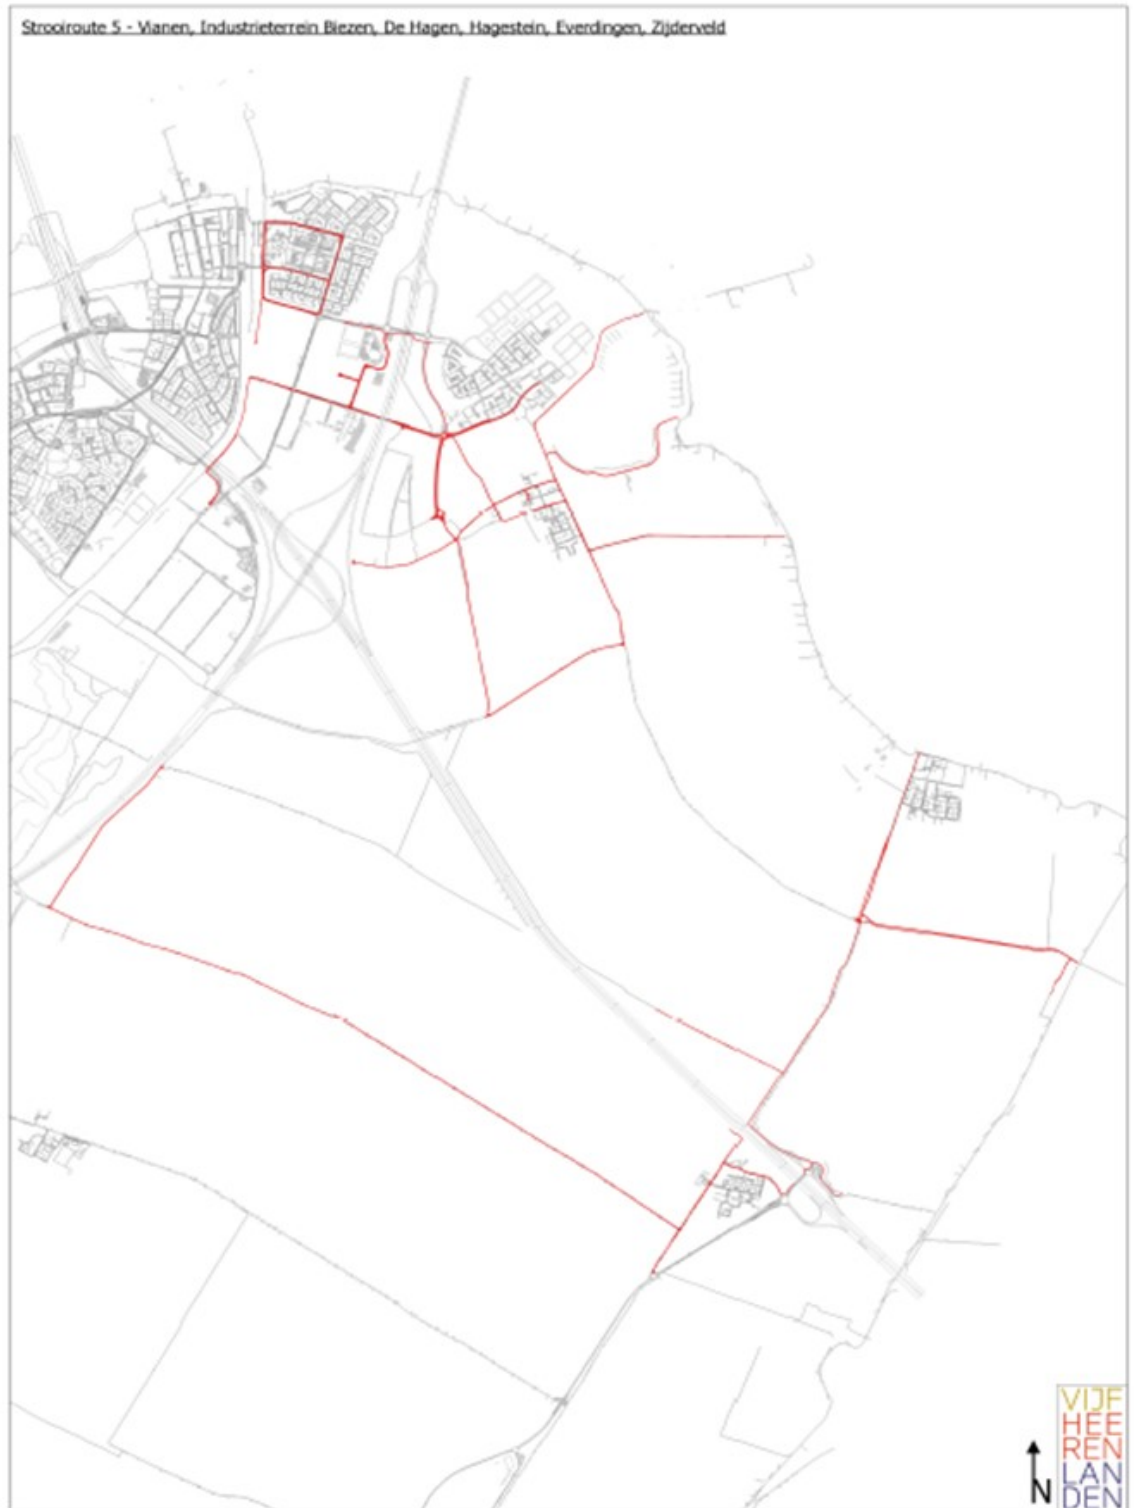 Strooiroute 5 - Vianen, Industrieterrein Biezen, De Hagen, Hagestein, Everdingen, Zijderveld
VIJF
HEE
REN
LAN
DEN
N